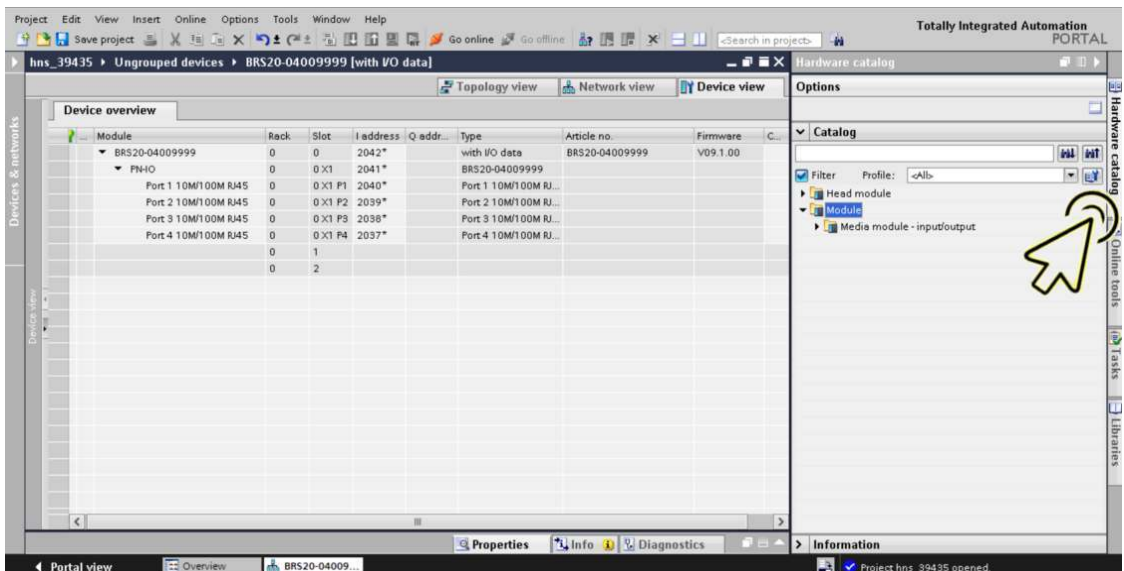 Project Edit View Insert Online Options Tools Window Help
Totally Integrated Automation
PORTAL
Save project Go online Go offline <Search in project>
hns_39435 ▸ Ungrouped devices ▸ BRS20-04009999 [with I/O data]
Hardware catalog
Topology view Network view Device view
Options
Device overview
... Module Rack Slot I address Q addr... Type Article no. Firmware C...
BRS20-04009999 0 0 2042* with I/O data BRS20-04009999 V09.1.00
PN-IO 0 0 X1 2041* BRS20-04009999
Port 1 10M/100M RJ45 0 0 X1 P1 2040* Port 1 10M/100M RJ...
Port 2 10M/100M RJ45 0 0 X1 P2 2039* Port 2 10M/100M RJ...
Port 3 10M/100M RJ45 0 0 X1 P3 2038* Port 3 10M/100M RJ...
Port 4 10M/100M RJ45 0 0 X1 P4 2037* Port 4 10M/100M RJ...
0 1
0 2
Catalog
Filter Profile: <All>
Head module
Module
Media module - input/output
Information
Devices & networks
Device view
Hardware catalog
Online tools
Tasks
Libraries
Properties Info Diagnostics
Portal view Overview BRS20-04009... Project hns_39435 opened.